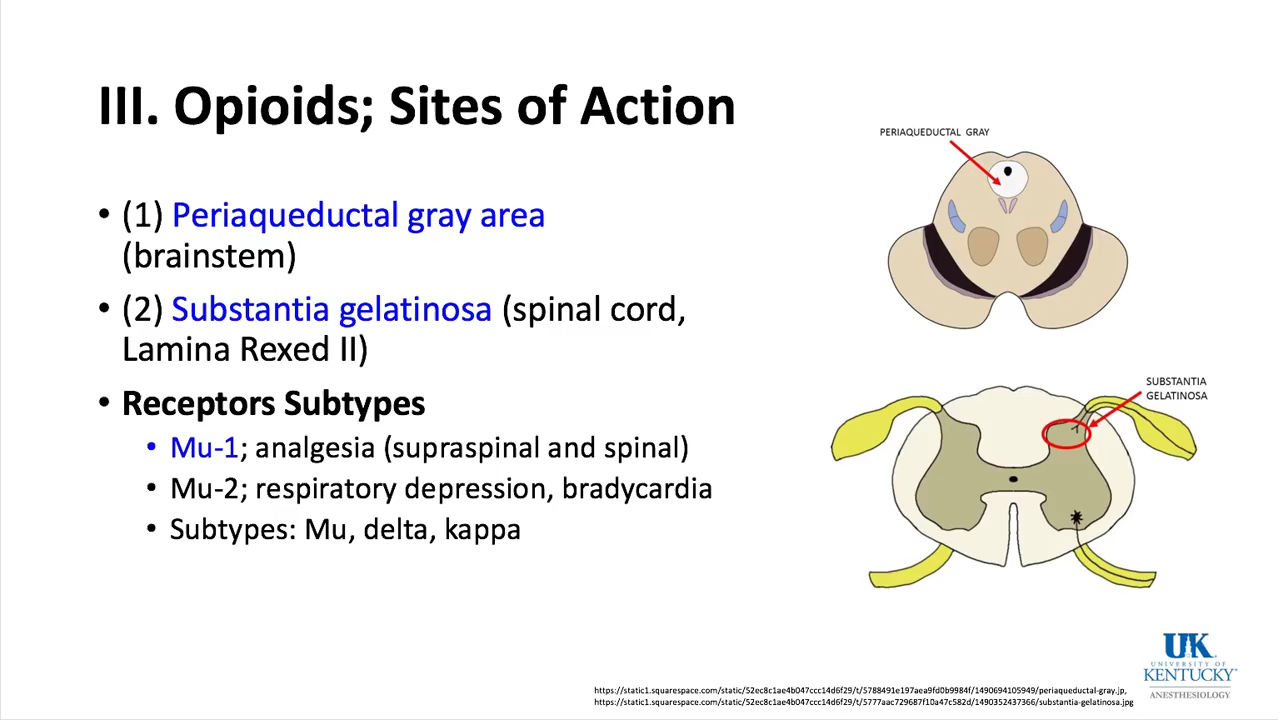 III. Opioids; Sites of Action
PERIAQUEDUCTAL GRAY
• (1) Periaqueductal gray area
(brainstem)
• (2) Substantia gelatinosa (spinal cord,
Lamina Rexed II)
• Receptors Subtypes
• Mu-1; analgesia (supraspinal and spinal)
• Mu-2; respiratory depression, bradycardia
• Subtypes: Mu, delta, kappa
SUBSTANTIA
GELATINOSA
UK
UNIVERSITY OF
KENTUCKY
ANESTHESIOLOGY
https://static1.squarespace.com/static/52ec8c1ae4b047ccc14d6f29/t/5788491e197aea9fd0b9984f/1490694105949/periaqueductal-gray.jp,
https://static1.squarespace.com/static/52ec8c1ae4b047ccc14d6f29/t/5777aac729687f10a47c582d/1490352437366/substantia-gelatinosa.jpg